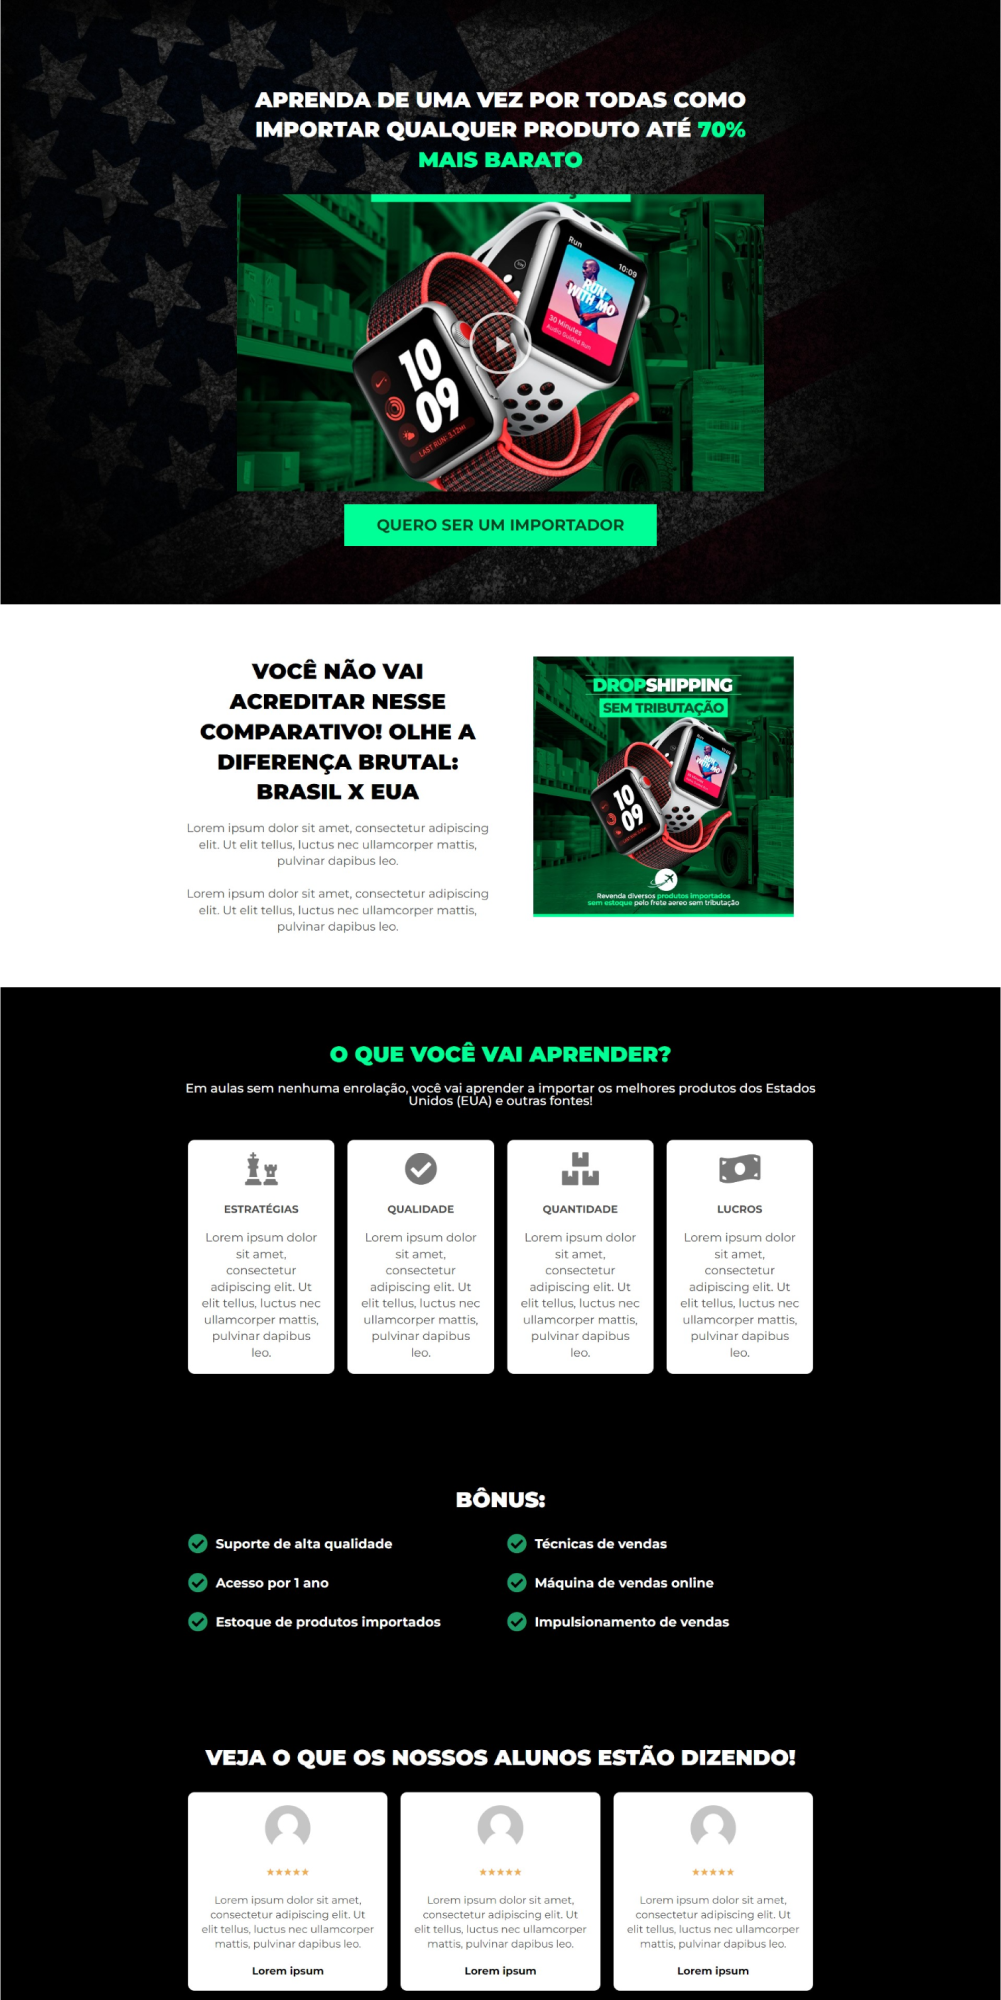 APRENDA DE UMA VEZ POR TODAS COMO
IMPORTAR QUALQUER PRODUTO ATÉ 70%
MAIS BARATO
Run
10:09
RUN
WITH MO
30 Minutes
Audio Guided Run
10
09
LAST RUN: 3.12MI
QUERO SER UM IMPORTADOR
VOCÊ NÃO VAI
ACREDITAR NESSE
COMPARATIVO! OLHE A
DIFERENÇA BRUTAL:
BRASIL X EUA
Lorem ipsum dolor sit amet, consectetur adipiscing
elit. Ut elit tellus, luctus nec ullamcorper mattis,
pulvinar dapibus leo.
Lorem ipsum dolor sit amet, consectetur adipiscing
elit. Ut elit tellus, luctus nec ullamcorper mattis,
pulvinar dapibus leo.
DROPSHIPPING
SEM TRIBUTAÇÃO
Run
RUN
WITH MO
10
09
Revenda diversos produtos importados
sem estoque pelo frete aereo sem tributação
O QUE VOCÊ VAI APRENDER?
Em aulas sem nenhuma enrolação, você vai aprender a importar os melhores produtos dos Estados
Unidos (EUA) e outras fontes!
ESTRATÉGIAS
Lorem ipsum dolor
sit amet,
consectetur
adipiscing elit. Ut
elit tellus, luctus nec
ullamcorper mattis,
pulvinar dapibus
leo.
QUALIDADE
Lorem ipsum dolor
sit amet,
consectetur
adipiscing elit. Ut
elit tellus, luctus nec
ullamcorper mattis,
pulvinar dapibus
leo.
QUANTIDADE
Lorem ipsum dolor
sit amet,
consectetur
adipiscing elit. Ut
elit tellus, luctus nec
ullamcorper mattis,
pulvinar dapibus
leo.
LUCROS
Lorem ipsum dolor
sit amet,
consectetur
adipiscing elit. Ut
elit tellus, luctus nec
ullamcorper mattis,
pulvinar dapibus
leo.
BÔNUS:
Suporte de alta qualidade
Acesso por 1 ano
Estoque de produtos importados
Técnicas de vendas
Máquina de vendas online
Impulsionamento de vendas
VEJA O QUE OS NOSSOS ALUNOS ESTÃO DIZENDO!
Lorem ipsum dolor sit amet,
consectetur adipiscing elit. Ut
elit tellus, luctus nec ullamcorper
mattis, pulvinar dapibus leo.
Lorem ipsum
Lorem ipsum dolor sit amet,
consectetur adipiscing elit. Ut
elit tellus, luctus nec ullamcorper
mattis, pulvinar dapibus leo.
Lorem ipsum
Lorem ipsum dolor sit amet,
consectetur adipiscing elit. Ut
elit tellus, luctus nec ullamcorper
mattis, pulvinar dapibus leo.
Lorem ipsum